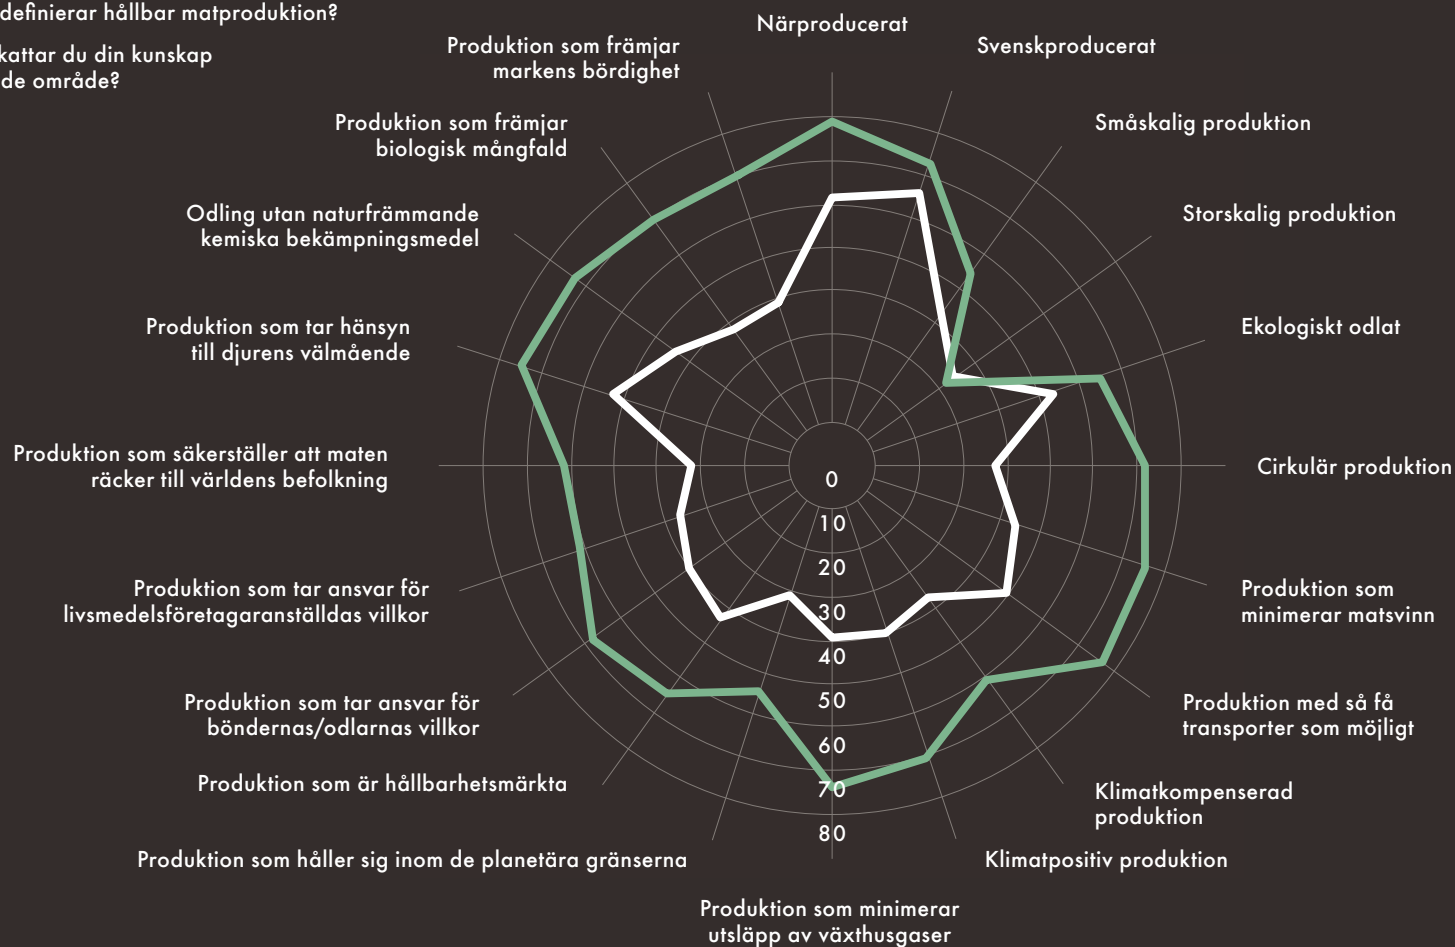 definierar hållbar matproduktion?
kattar du din kunskap
de område?
Närproducerat
Svenskproducerat
Småskalig produktion
Storskalig produktion
Ekologiskt odlat
Cirkulär produktion
Produktion som
minimerar matsvinn
Produktion med så få
transporter som möjligt
Klimatkompenserad
produktion
Klimatpositiv produktion
Produktion som minimerar
utsläpp av växthusgaser
Produktion som håller sig inom de planetära gränserna
Produktion som är hållbarhetsmärkta
Produktion som tar ansvar för
böndernas/odlarnas villkor
Produktion som tar ansvar för
livsmedelsföretagaranställdas villkor
Produktion som säkerställer att maten
räcker till världens befolkning
Produktion som tar hänsyn
till djurens välmående
Odling utan naturfrämmande
kemiska bekämpningsmedel
Produktion som främjar
biologisk mångfald
Produktion som främjar
markens bördighet
0
10
20
30
40
50
60
70
80